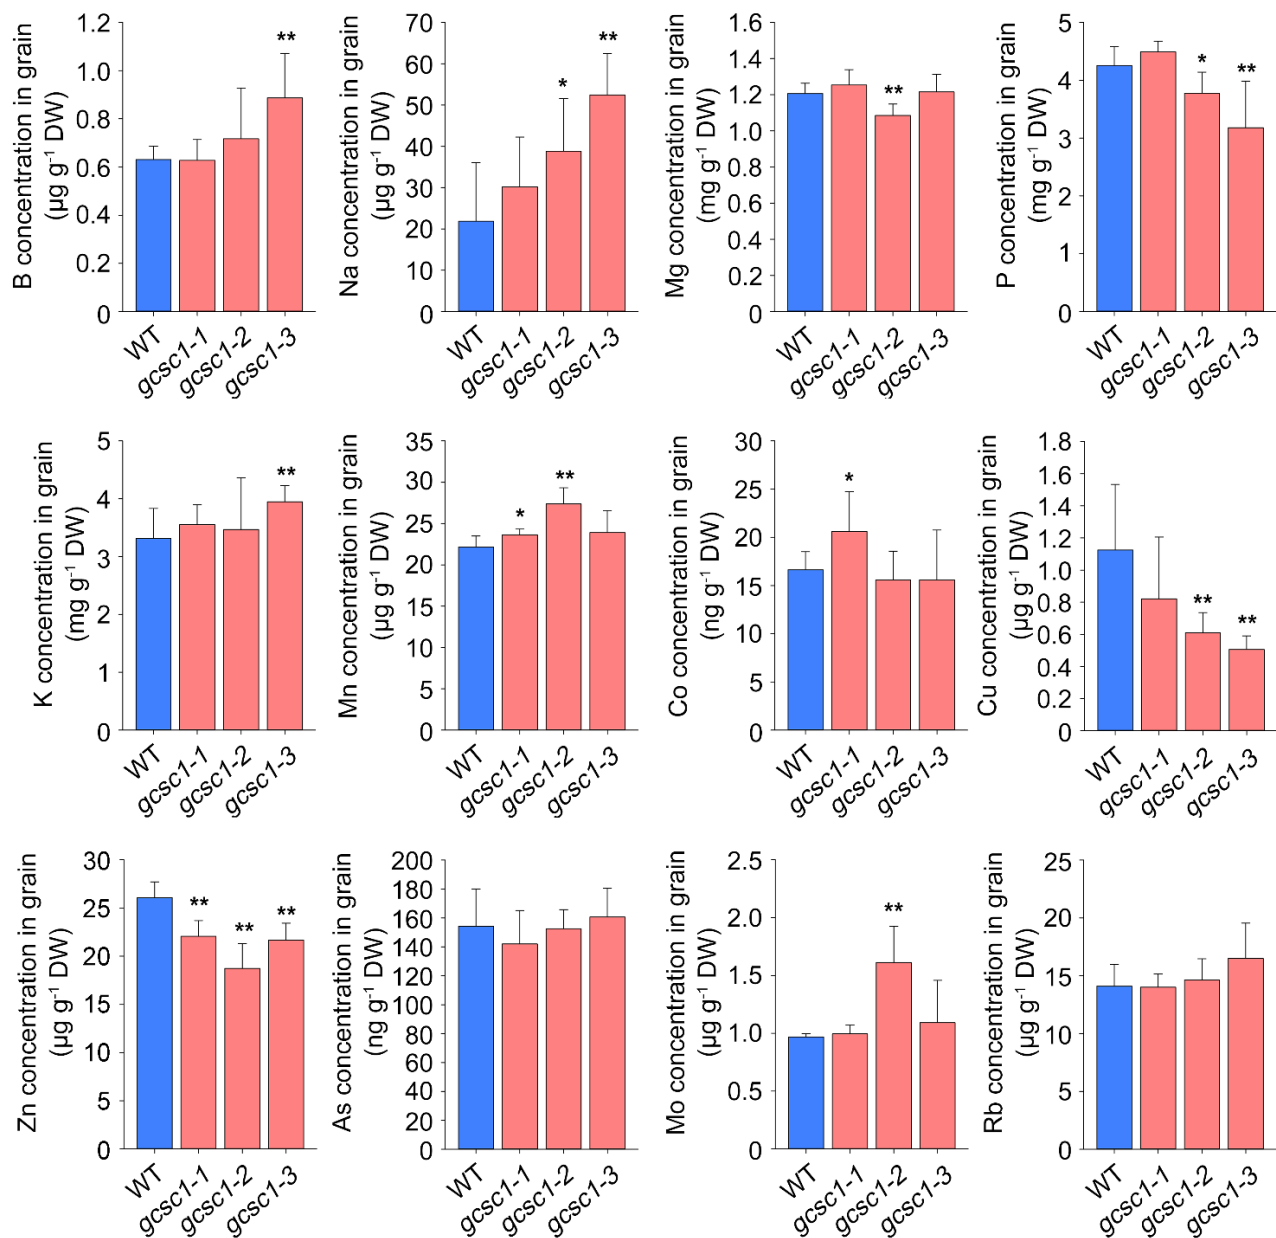 B concentration in grain
(µg g⁻¹ DW)
1.2
1.0
0.8
0.6
0.4
0.2
0
**
WT
gcsc1-1
gcsc1-2
gcsc1-3
Na concentration in grain
(µg g⁻¹ DW)
70
60
50
40
30
20
10
0
*
**
WT
gcsc1-1
gcsc1-2
gcsc1-3
Mg concentration in grain
(mg g⁻¹ DW)
1.6
1.4
1.2
1.0
0.8
0.6
0.4
0.2
0
**
WT
gcsc1-1
gcsc1-2
gcsc1-3
P concentration in grain
(mg g⁻¹ DW)
5
4
3
2
1
0
*
**
WT
gcsc1-1
gcsc1-2
gcsc1-3
K concentration in grain
(mg g⁻¹ DW)
5
4
3
2
1
0
**
WT
gcsc1-1
gcsc1-2
gcsc1-3
Mn concentration in grain
(µg g⁻¹ DW)
35
30
25
20
15
10
5
0
*
**
WT
gcsc1-1
gcsc1-2
gcsc1-3
Co concentration in grain
(ng g⁻¹ DW)
30
25
20
15
10
5
0
*
WT
gcsc1-1
gcsc1-2
gcsc1-3
Cu concentration in grain
(µg g⁻¹ DW)
1.8
1.6
1.4
1.2
1.0
0.8
0.6
0.4
0.2
0
**
**
WT
gcsc1-1
gcsc1-2
gcsc1-3
Zn concentration in grain
(µg g⁻¹ DW)
30
25
20
15
10
5
0
**
**
**
WT
gcsc1-1
gcsc1-2
gcsc1-3
As concentration in grain
(ng g⁻¹ DW)
200
180
160
140
120
100
80
60
40
20
0
WT
gcsc1-1
gcsc1-2
gcsc1-3
Mo concentration in grain
(µg g⁻¹ DW)
2.5
2.0
1.5
1.0
0.5
0
**
WT
gcsc1-1
gcsc1-2
gcsc1-3
Rb concentration in grain
(µg g⁻¹ DW)
25
20
15
10
5
0
WT
gcsc1-1
gcsc1-2
gcsc1-3